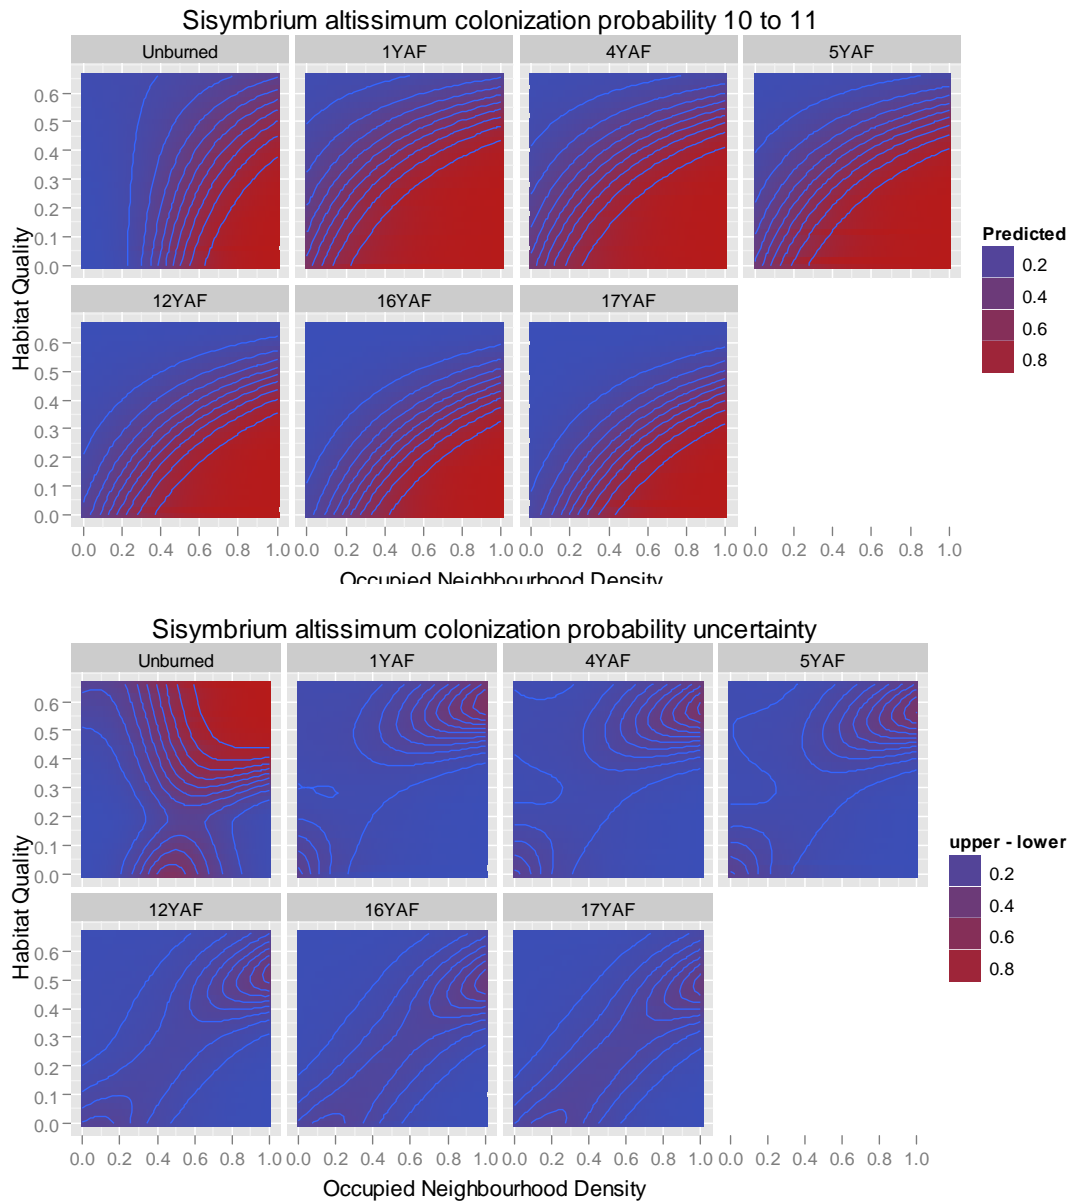 Sisymbrium altissimum colonization probability 10 to 11
Unburned 1YAF 4YAF 5YAF
0.6
0.5
0.4
0.3
0.2
0.1
0.0
Habitat Quality
12YAF 16YAF 17YAF
0.6
0.5
0.4
0.3
0.2
0.1
0.0
0.0 0.2 0.4 0.6 0.8 1.0 0.0 0.2 0.4 0.6 0.8 1.0 0.0 0.2 0.4 0.6 0.8 1.0 0.0 0.2 0.4 0.6 0.8 1.0
Occupied Neighbourhood Density
Predicted
0.2
0.4
0.6
0.8
Sisymbrium altissimum colonization probability uncertainty
Unburned 1YAF 4YAF 5YAF
0.6
0.5
0.4
0.3
0.2
0.1
0.0
Habitat Quality
12YAF 16YAF 17YAF
0.6
0.5
0.4
0.3
0.2
0.1
0.0
0.0 0.2 0.4 0.6 0.8 1.0 0.0 0.2 0.4 0.6 0.8 1.0 0.0 0.2 0.4 0.6 0.8 1.0 0.0 0.2 0.4 0.6 0.8 1.0
Occupied Neighbourhood Density
upper - lower
0.2
0.4
0.6
0.8